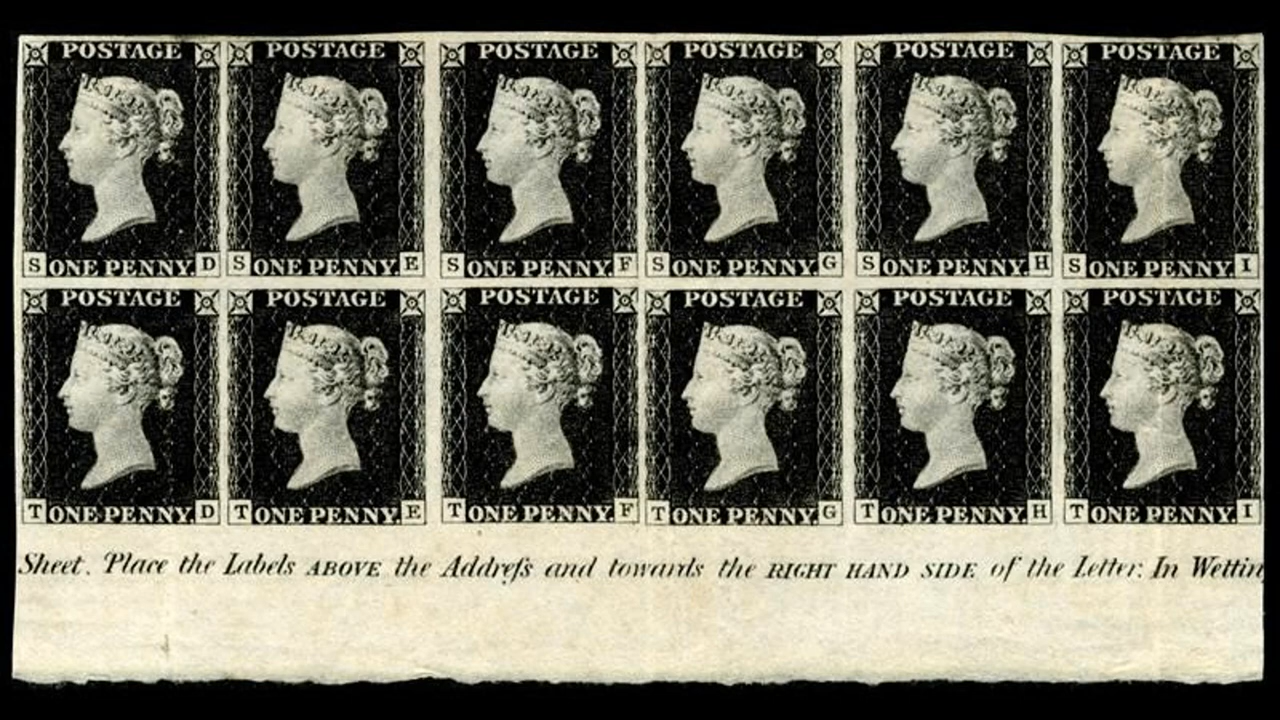 POSTAGE POSTAGE POSTAGE POSTAGE POSTAGE POSTAGE
S ONE PENNY. D S ONE PENNY. E S ONE PENNY. F S ONE PENNY. G S ONE PENNY. H S ONE PENNY. I
POSTAGE POSTAGE POSTAGE POSTAGE POSTAGE POSTAGE
T ONE PENNY. D T ONE PENNY. E T ONE PENNY. F T ONE PENNY. G T ONE PENNY. H T ONE PENNY. I
Sheet. Place the Labels ABOVE the Addreſs and towards the RIGHT HAND SIDE of the Letter. In Wettin